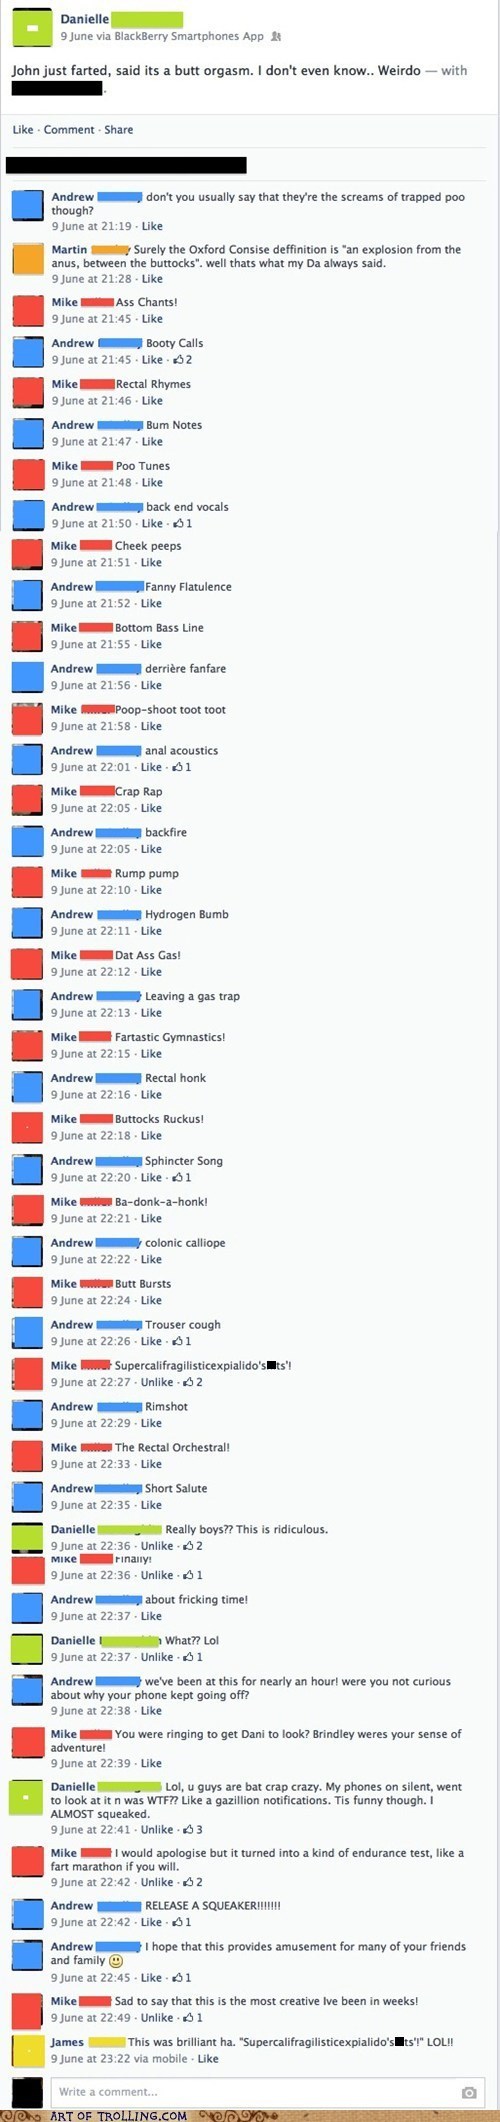 Danielle
9 June via BlackBerry Smartphones App
John just farted, said its a butt orgasm. I don't even know.. Weirdo — with
.
Like · Comment · Share
Andrew don't you usually say that they're the screams of trapped poo
though?
9 June at 21:19 · Like
Martin Surely the Oxford Consise deffinition is "an explosion from the
anus, between the buttocks". well thats what my Da always said.
9 June at 21:28 · Like
Mike Ass Chants!
9 June at 21:45 · Like
Andrew Booty Calls
9 June at 21:45 · Like · 2
Mike Rectal Rhymes
9 June at 21:46 · Like
Andrew Bum Notes
9 June at 21:47 · Like
Mike Poo Tunes
9 June at 21:48 · Like
Andrew back end vocals
9 June at 21:50 · Like · 1
Mike Cheek peeps
9 June at 21:51 · Like
Andrew Fanny Flatulence
9 June at 21:52 · Like
Mike Bottom Bass Line
9 June at 21:55 · Like
Andrew derrière fanfare
9 June at 21:56 · Like
Mike Poop-shoot toot toot
9 June at 21:58 · Like
Andrew anal acoustics
9 June at 22:01 · Like · 1
Mike Crap Rap
9 June at 22:05 · Like
Andrew backfire
9 June at 22:05 · Like
Mike Rump pump
9 June at 22:10 · Like
Andrew Hydrogen Bumb
9 June at 22:11 · Like
Mike Dat Ass Gas!
9 June at 22:12 · Like
Andrew Leaving a gas trap
9 June at 22:13 · Like
Mike Fartastic Gymnastics!
9 June at 22:15 · Like
Andrew Rectal honk
9 June at 22:16 · Like
Mike Buttocks Ruckus!
9 June at 22:18 · Like
Andrew Sphincter Song
9 June at 22:20 · Like · 1
Mike Ba-donk-a-honk!
9 June at 22:21 · Like
Andrew colonic calliope
9 June at 22:22 · Like
Mike Butt Bursts
9 June at 22:24 · Like
Andrew Trouser cough
9 June at 22:26 · Like · 1
Mike Supercalifragilisticexpialido's ts'!
9 June at 22:27 · Unlike · 2
Andrew Rimshot
9 June at 22:29 · Like
Mike The Rectal Orchestral!
9 June at 22:33 · Like
Andrew Short Salute
9 June at 22:35 · Like
Danielle Really boys?? This is ridiculous.
9 June at 22:36 · Unlike · 2
Mike Finally!
9 June at 22:36 · Unlike · 1
Andrew about fricking time!
9 June at 22:37 · Like
Danielle What?? Lol
9 June at 22:37 · Unlike · 1
Andrew we've been at this for nearly an hour! were you not curious
about why your phone kept going off?
9 June at 22:38 · Like
Mike You were ringing to get Dani to look? Brindley weres your sense of
adventure!
9 June at 22:39 · Like
Danielle Lol, u guys are bat crap crazy. My phones on silent, went
to look at it n was WTF?? Like a gazillion notifications. Tis funny though. I
ALMOST squeaked.
9 June at 22:41 · Unlike · 3
Mike I would apologise but it turned into a kind of endurance test, like a
fart marathon if you will.
9 June at 22:42 · Unlike · 2
Andrew RELEASE A SQUEAKER!!!!!!!
9 June at 22:42 · Like · 1
Andrew I hope that this provides amusement for many of your friends
and family
9 June at 22:45 · Like · 1
Mike Sad to say that this is the most creative Ive been in weeks!
9 June at 22:49 · Unlike · 1
James This was brilliant ha. "Supercalifragilisticexpialido's ts'!" LOL!!
9 June at 23:22 via mobile · Like
Write a comment...
ART OF TROLLING.COM